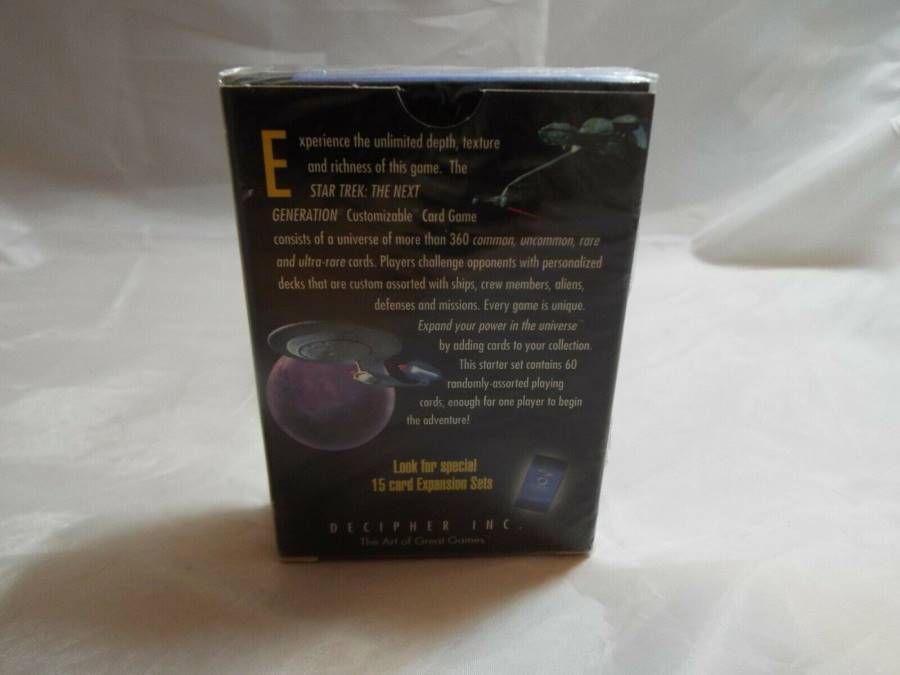 Experience the unlimited depth, texture
and richness of this game. The
STAR TREK: THE NEXT
GENERATION Customizable Card Game
consists of a universe of more than 360 common, uncommon, rare
and ultra-rare cards. Players challenge opponents with personalized
decks that are custom assorted with ships, crew members, aliens,
defenses and missions. Every game is unique.
Expand your power in the universe™
by adding cards to your collection.
This starter set contains 60
randomly-assorted playing
cards, enough for one player to begin
the adventure!
Look for special
15 card Expansion Sets
DECIPHER INC.
The Art of Great Games™